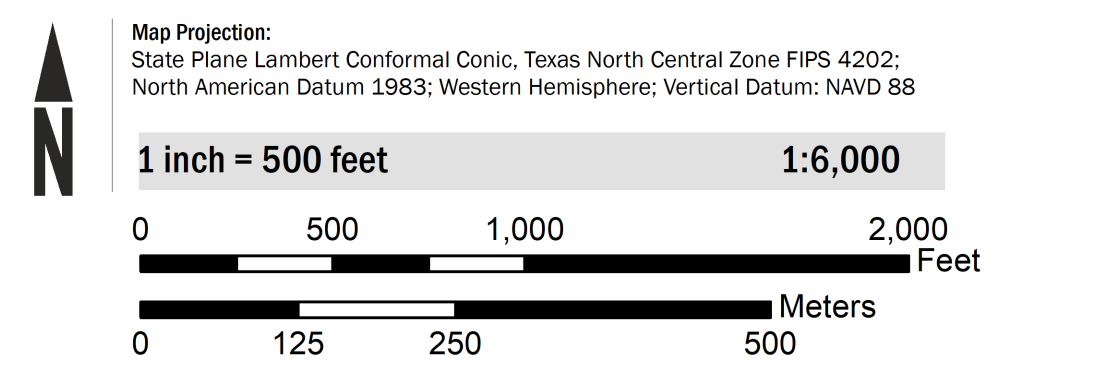 N
Map Projection:
State Plane Lambert Conformal Conic, Texas North Central Zone FIPS 4202;
North American Datum 1983; Western Hemisphere; Vertical Datum: NAVD 88
1 inch = 500 feet 1:6,000
0 500 1,000 2,000
Feet
Meters
0 125 250 500